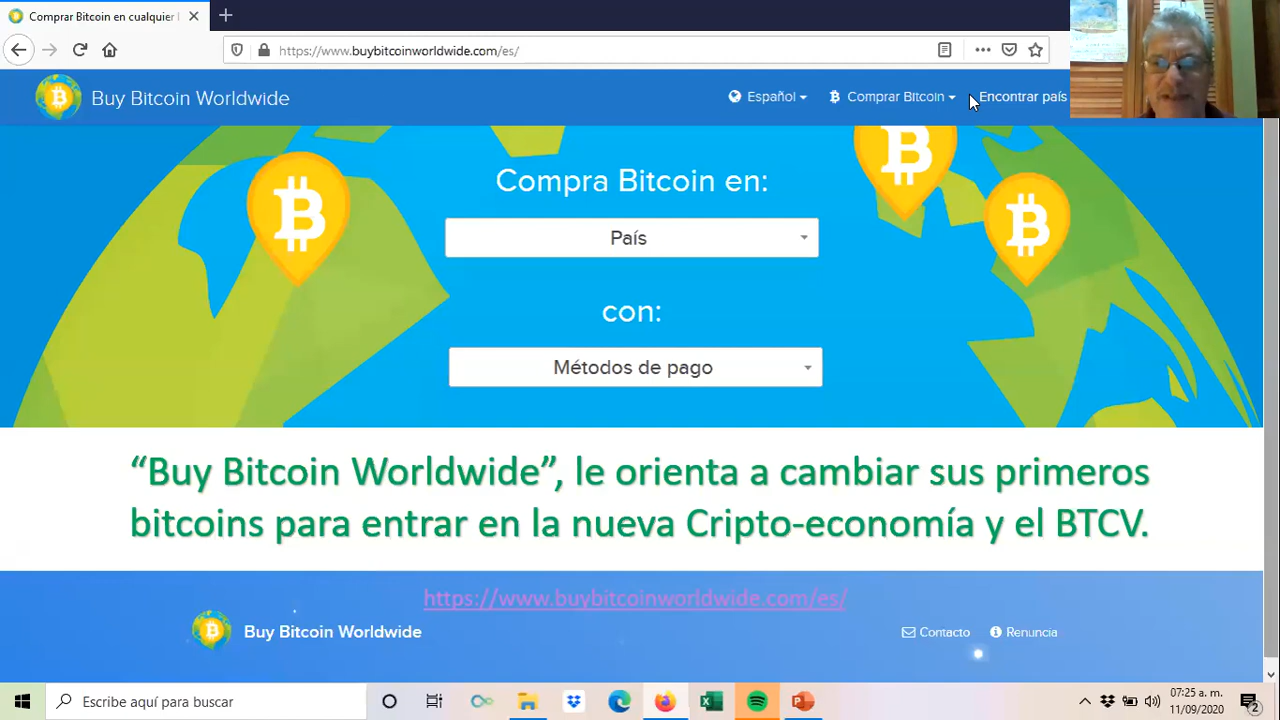 Comprar Bitcoin en cualquier
https://www.buybitcoinworldwide.com/es/
Buy Bitcoin Worldwide
Español
Comprar Bitcoin
Encontrar país
Compra Bitcoin en:
País
con:
Métodos de pago
“Buy Bitcoin Worldwide”, le orienta a cambiar sus primeros
bitcoins para entrar en la nueva Cripto-economía y el BTCV.
https://www.buybitcoinworldwide.com/es/
Buy Bitcoin Worldwide
Contacto
Renuncia
Escribe aquí para buscar
07:25 a. m.
11/09/2020
2